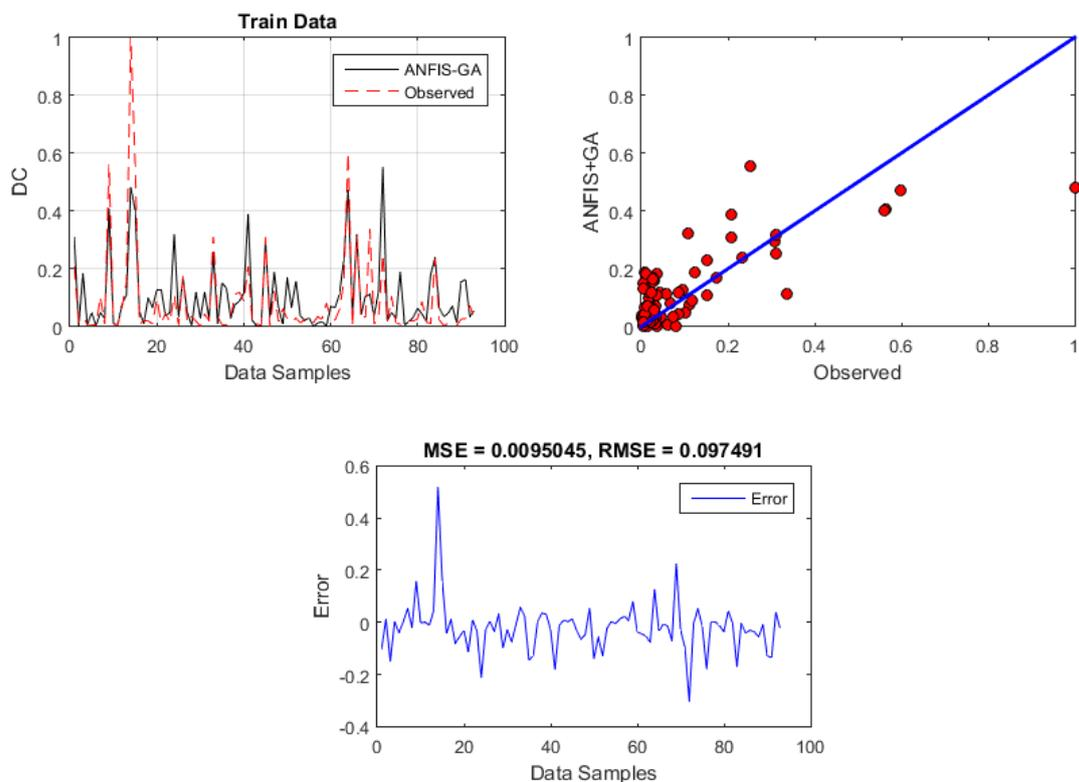 Train Data
1
0.8
0.6
0.4
0.2
0
DC
ANFIS-GA
Observed
0 20 40 60 80 100
Data Samples
1
0.8
0.6
0.4
0.2
0
ANFIS+GA
0 0.2 0.4 0.6 0.8 1
Observed
MSE = 0.0095045, RMSE = 0.097491
0.6
0.4
0.2
0
-0.2
-0.4
Error
Error
0 20 40 60 80 100
Data Samples